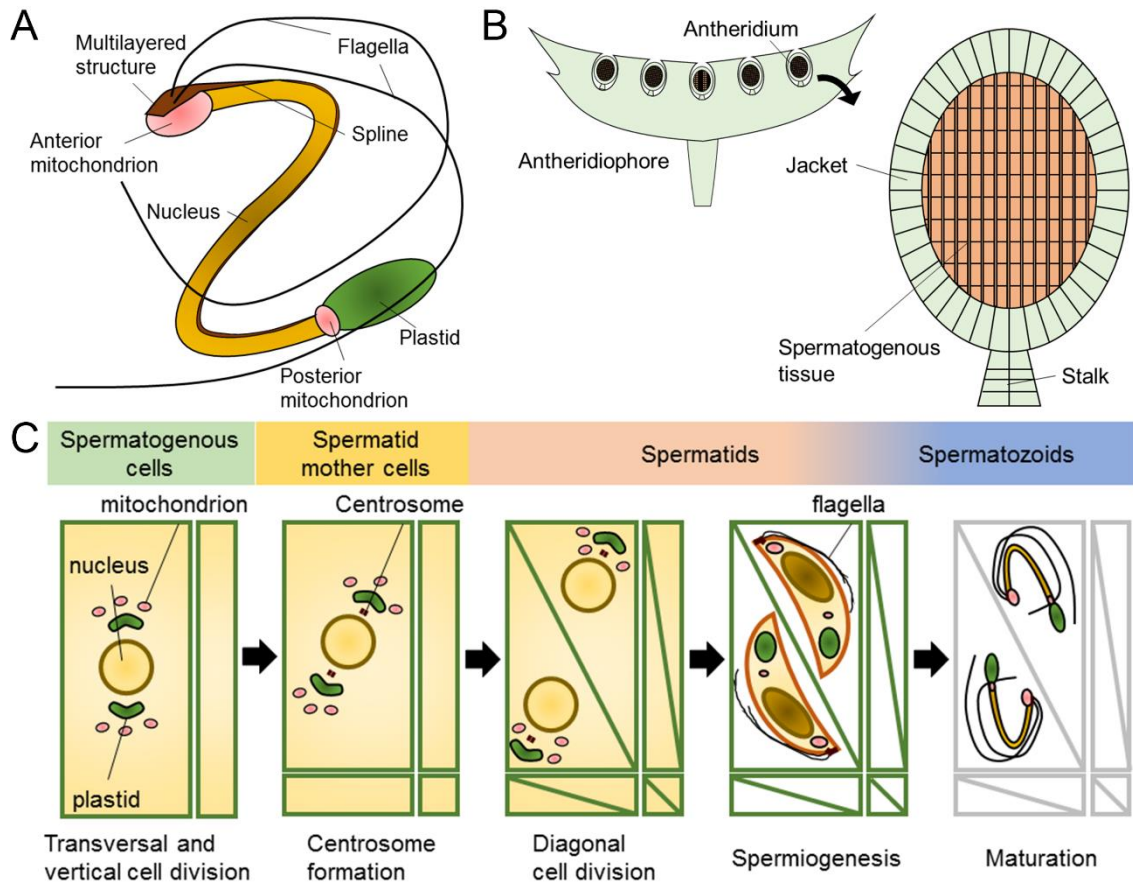 A
Multilayered
structure
Flagella
Anterior
mitochondrion
Spline
Nucleus
Plastid
Posterior
mitochondrion
B
Antheridium
Antheridiophore
Jacket
Spermatogenous
tissue
Stalk
C
Spermatogenous
cells
Spermatid
mother cells
Spermatids
Spermatozoids
mitochondrion
Centrosome
flagella
nucleus
plastid
Transversal and
vertical cell division
Centrosome
formation
Diagonal
cell division
Spermiogenesis
Maturation